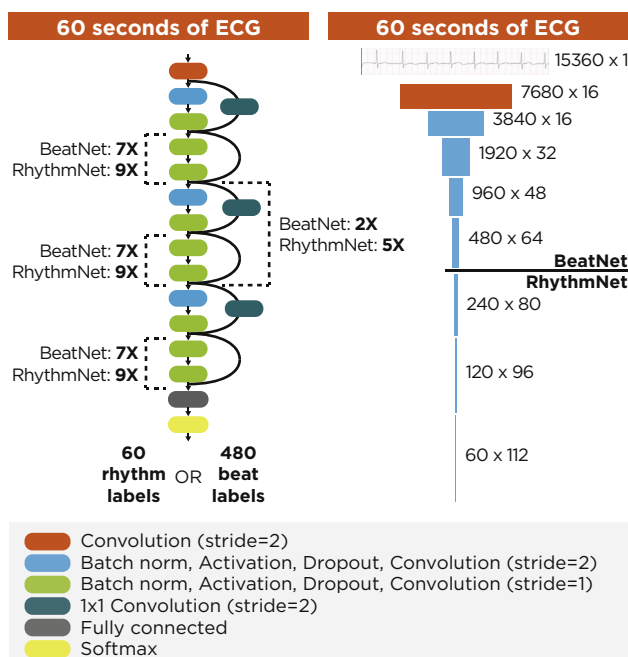 60 seconds of ECG
BeatNet: 7X
RhythmNet: 9X
BeatNet: 2X
RhythmNet: 5X
BeatNet: 7X
RhythmNet: 9X
BeatNet: 7X
RhythmNet: 9X
60
rhythm
labels
OR
480
beat
labels
60 seconds of ECG
15360 x 1
7680 x 16
3840 x 16
1920 x 32
960 x 48
480 x 64
BeatNet
RhythmNet
240 x 80
120 x 96
60 x 112
Convolution (stride=2)
Batch norm, Activation, Dropout, Convolution (stride=2)
Batch norm, Activation, Dropout, Convolution (stride=1)
1x1 Convolution (stride=2)
Fully connected
Softmax